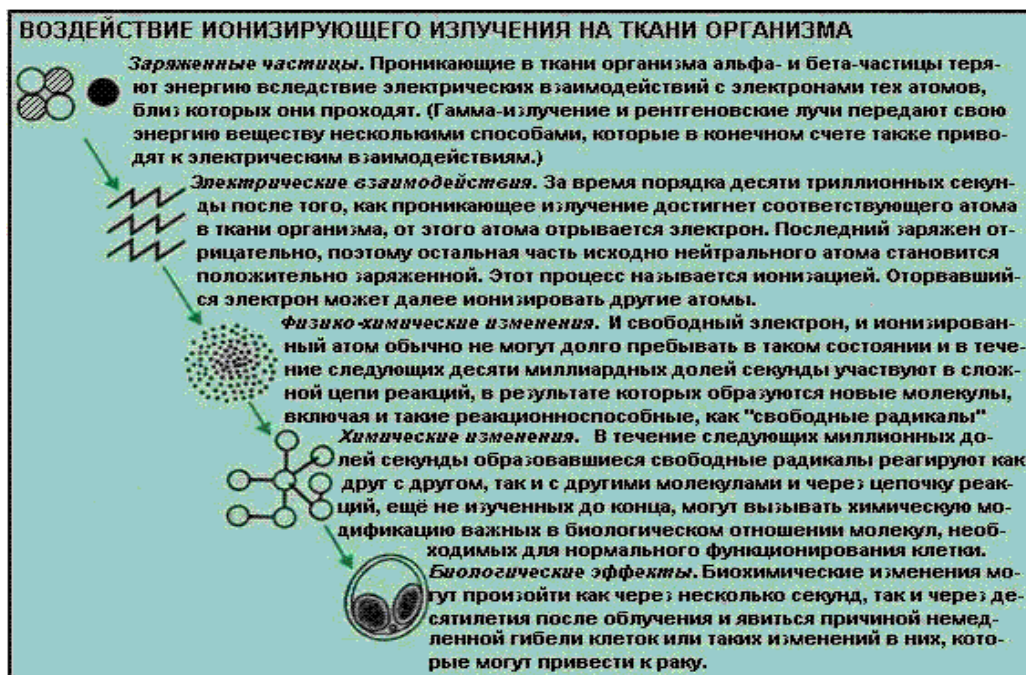 ВОЗДЕЙСТВИЕ ИОНИЗИРУЮЩЕГО ИЗЛУЧЕНИЯ НА ТКАНИ ОРГАНИЗМА
Заряженные частицы. Проникающие в ткани организма альфа- и бета-частицы теря-
ют энергию вследствие электрических взаимодействий с электронами тех атомов,
близ которых они проходят. (Гамма-излучение и рентгеновские лучи передают свою
энергию веществу несколькими способами, которые в конечном счете также приво-
дят к электрическим взаимодействиям.)
Электрические взаимодействия. За время порядка десяти триллионных секун-
ды после того, как проникающее излучение достигнет соответствующего атома
в ткани организма, от этого атома отрывается электрон. Последний заряжен от-
рицательно, поэтому остальная часть исходно нейтрального атома становится
положительно заряженной. Этот процесс называется ионизацией. Оторвавший-
ся электрон может далее ионизировать другие атомы.
Физико-химические изменения. И свободный электрон, и ионизирован-
ный атом обычно не могут долго пребывать в таком состоянии и в тече-
ние следующих десяти миллиардных долей секунды участвуют в слож-
ной цепи реакций, в результате которых образуются новые молекулы,
включая и такие реакционноспособные, как "свободные радикалы"
Химические изменения. В течение следующих миллионных до-
лей секунды образовавшиеся свободные радикалы реагируют как
друг с другом, так и с другими молекулами и через цепочку реак-
ций, ещё не изученных до конца, могут вызывать химическую мо-
дификацию важных в биологическом отношении молекул, необ-
ходимых для нормального функционирования клетки.
Биологические эффекты. Биохимические изменения мо-
гут произойти как через несколько секунд, так и через де-
сятилетия после облучения и явиться причиной немед-
ленной гибели клеток или таких изменений в них, кото-
рые могут привести к раку.